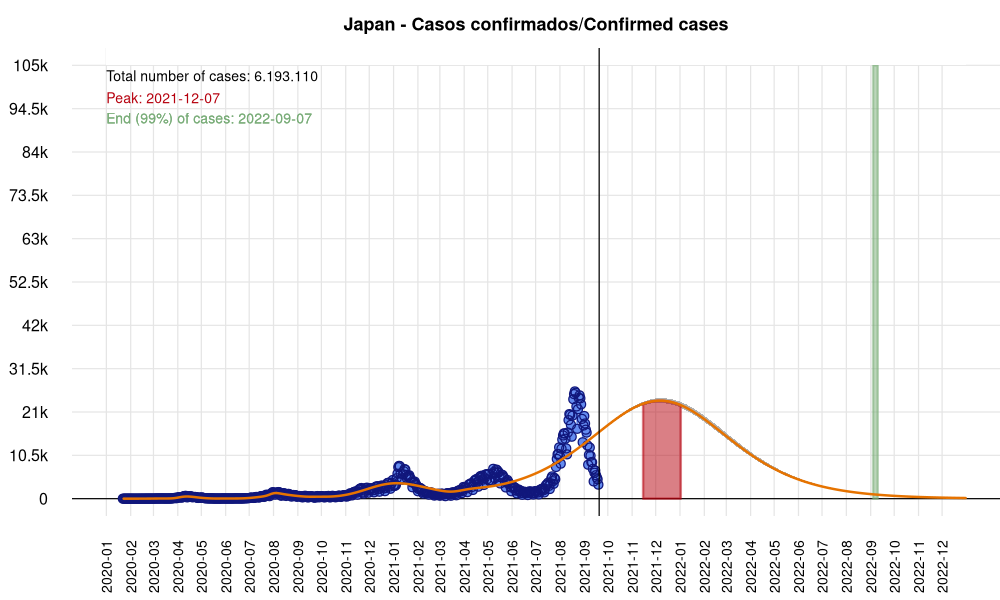 Japan - Casos confirmados/Confirmed cases
Total number of cases: 6.193.110
Peak: 2021-12-07
End (99%) of cases: 2022-09-07
105k
94.5k
84k
73.5k
63k
52.5k
42k
31.5k
21k
10.5k
0
2020-01
2020-02
2020-03
2020-04
2020-05
2020-06
2020-07
2020-08
2020-09
2020-10
2020-11
2020-12
2021-01
2021-02
2021-03
2021-04
2021-05
2021-06
2021-07
2021-08
2021-09
2021-10
2021-11
2021-12
2022-01
2022-02
2022-03
2022-04
2022-05
2022-06
2022-07
2022-08
2022-09
2022-10
2022-11
2022-12